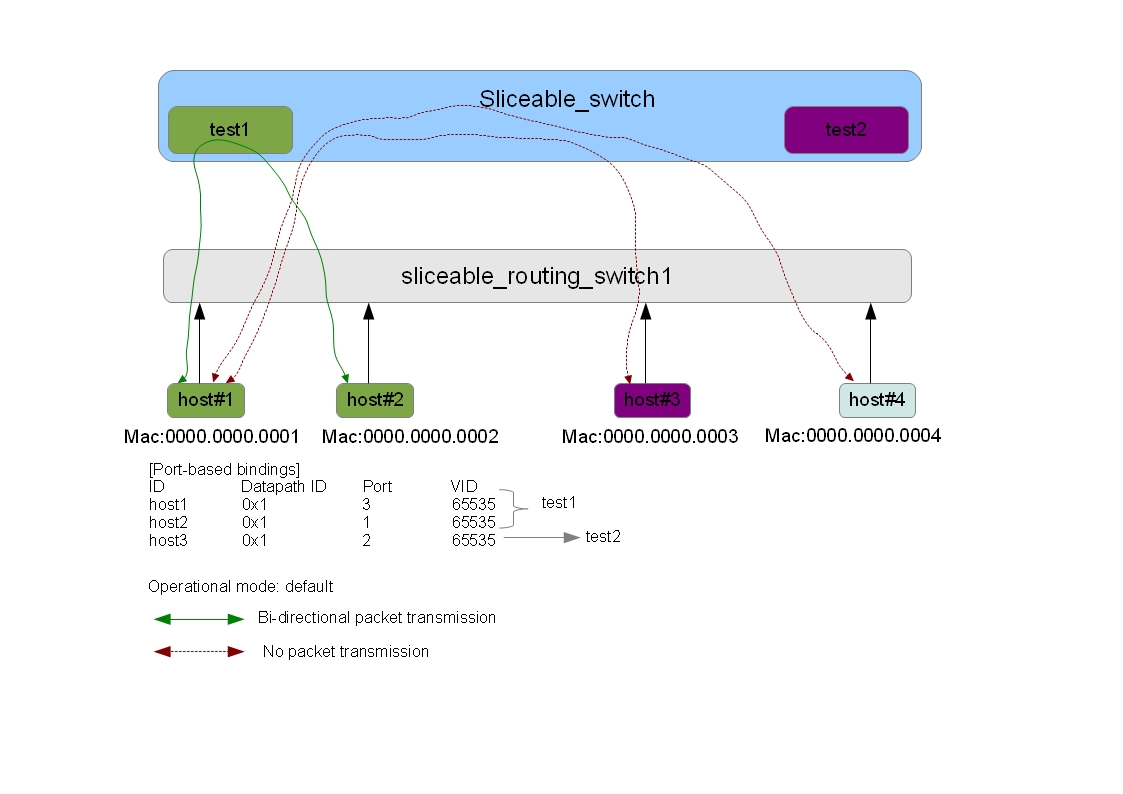 Sliceable_switch
test1
test2
sliceable_routing_switch1
host#1
host#2
host#3
host#4
Mac:0000.0000.0001
Mac:0000.0000.0002
Mac:0000.0000.0003
Mac:0000.0000.0004
[Port-based bindings]
ID Datapath ID Port VID
host1 0x1 3 65535
test1
host2 0x1 1 65535
host3 0x1 2 65535 test2
Operational mode: default
Bi-directional packet transmission
No packet transmission